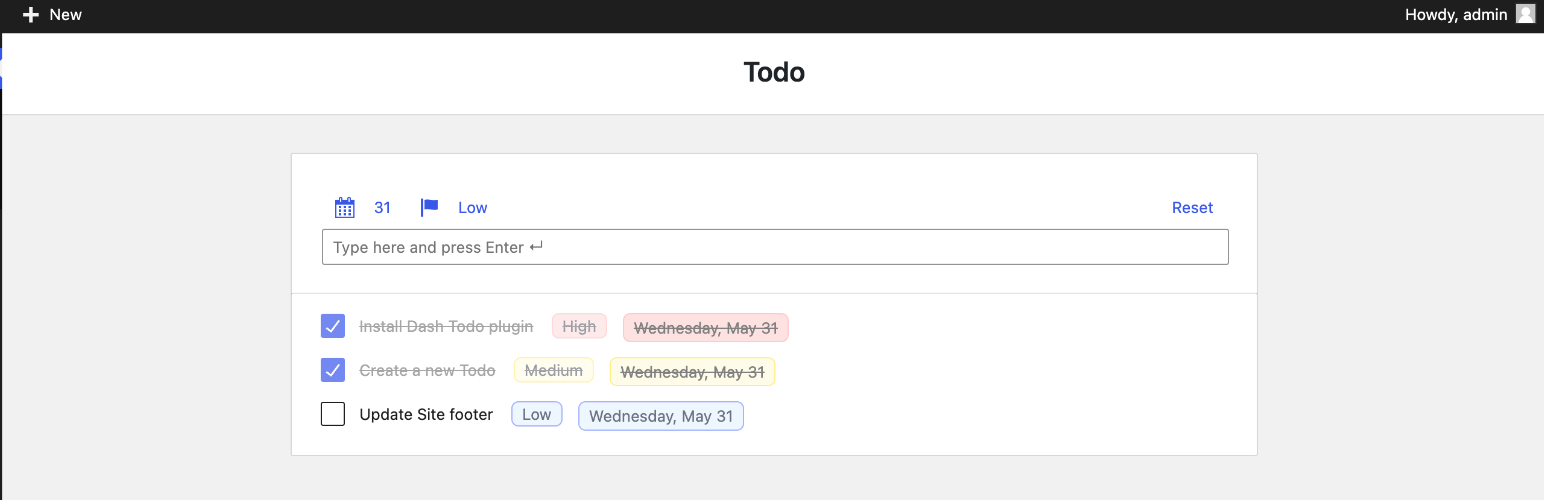 New Howdy, admin
Todo
31 Low Reset
Type here and press Enter ↵
Install Dash Todo plugin High Wednesday, May 31
Create a new Todo Medium Wednesday, May 31
Update Site footer Low Wednesday, May 31